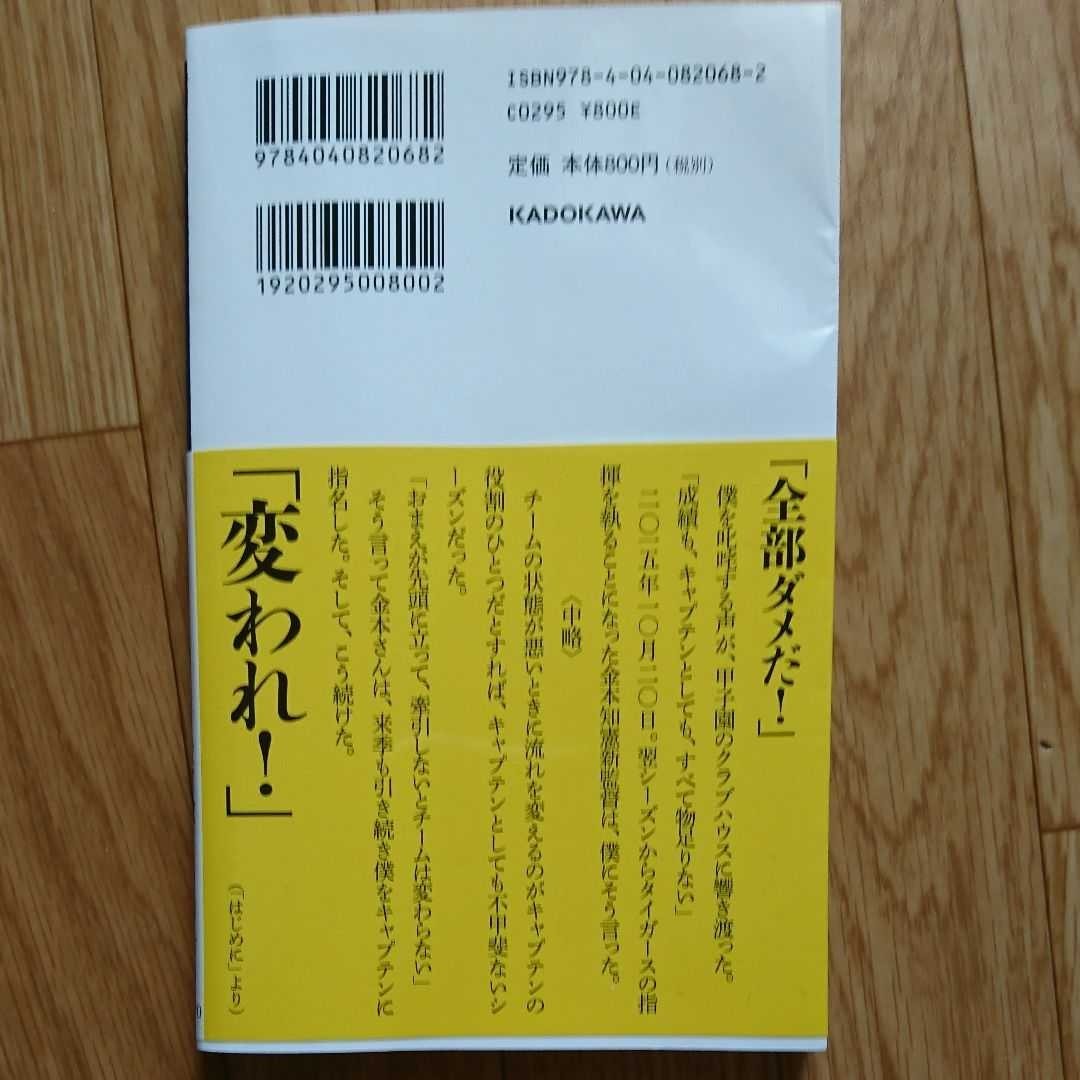 9784040820682
1920295008002
ISBN978-4-04-082068-2
C0295 ¥800E
定価 本体800円(税別)
KADOKAWA
「全部ダメだ!」
僕を叱咤する声が、甲子園のクラブハウスに響き渡った。
「成績も、キャプテンとしても、すべて物足りない」
二〇一五年一〇月二〇日。翌シーズンからタイガースの指
揮を執ることになった金本知憲新監督は、僕にそう言った。
〈中略〉
チームの状態が悪いときに流れを変えるのがキャプテンの
役割のひとつだとすれば、キャプテンとしても不甲斐ないシ
ーズンだった。
「おまえが先頭に立って、牽引しないとチームは変わらない」
そう言って金本さんは、来季も引き続き僕をキャプテンに
指名した。そして、こう続けた。
「変われ!」
(「はじめに」より)